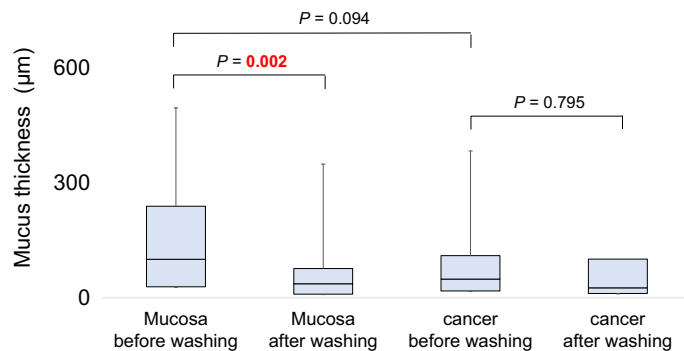 P = 0.094
P = 0.002
P = 0.795
Mucus thickness (μm)
600
300
0
Mucosa
before washing
Mucosa
after washing
cancer
before washing
cancer
after washing